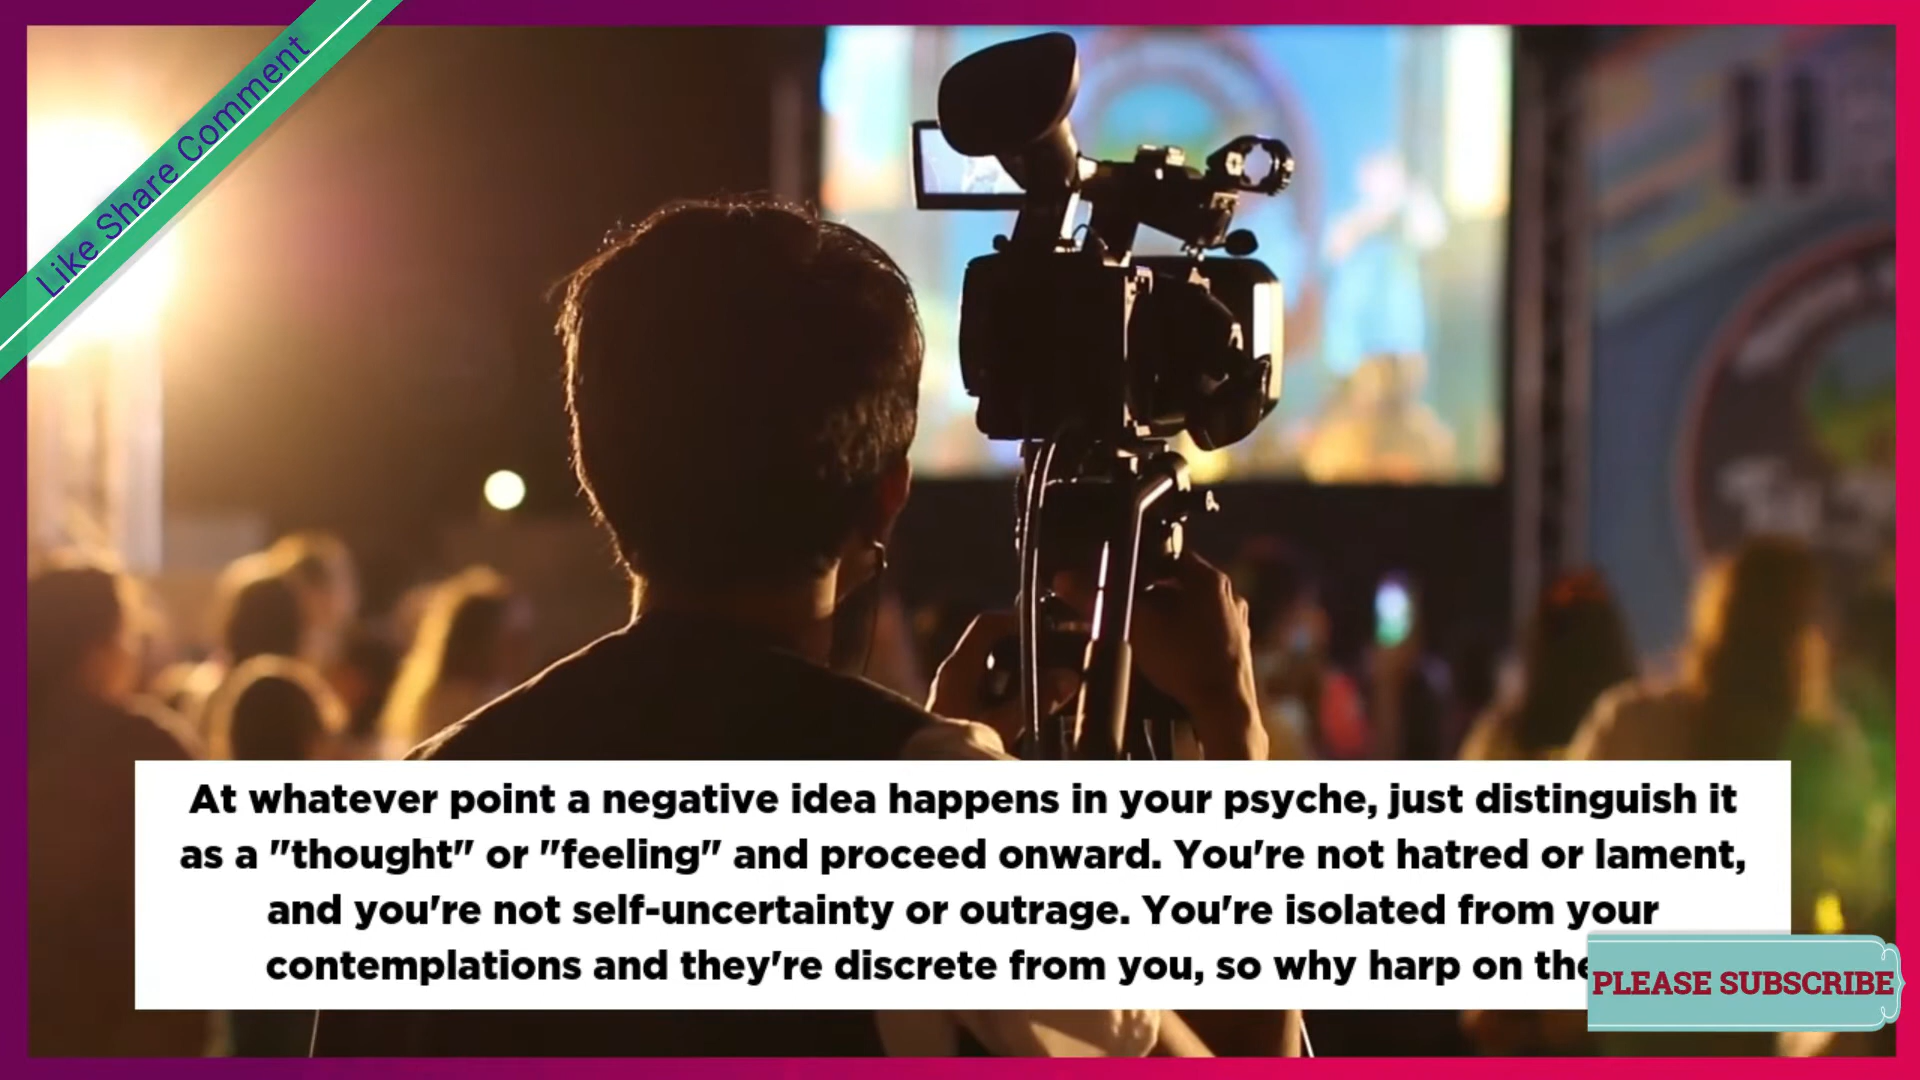 Like Share Comment
At whatever point a negative idea happens in your psyche, just distinguish it
as a "thought" or "feeling" and proceed onward. You're not hatred or lament,
and you're not self-uncertainty or outrage. You're isolated from your
contemplations and they're discrete from you, so why harp on
PLEASE SUBSCRIBE